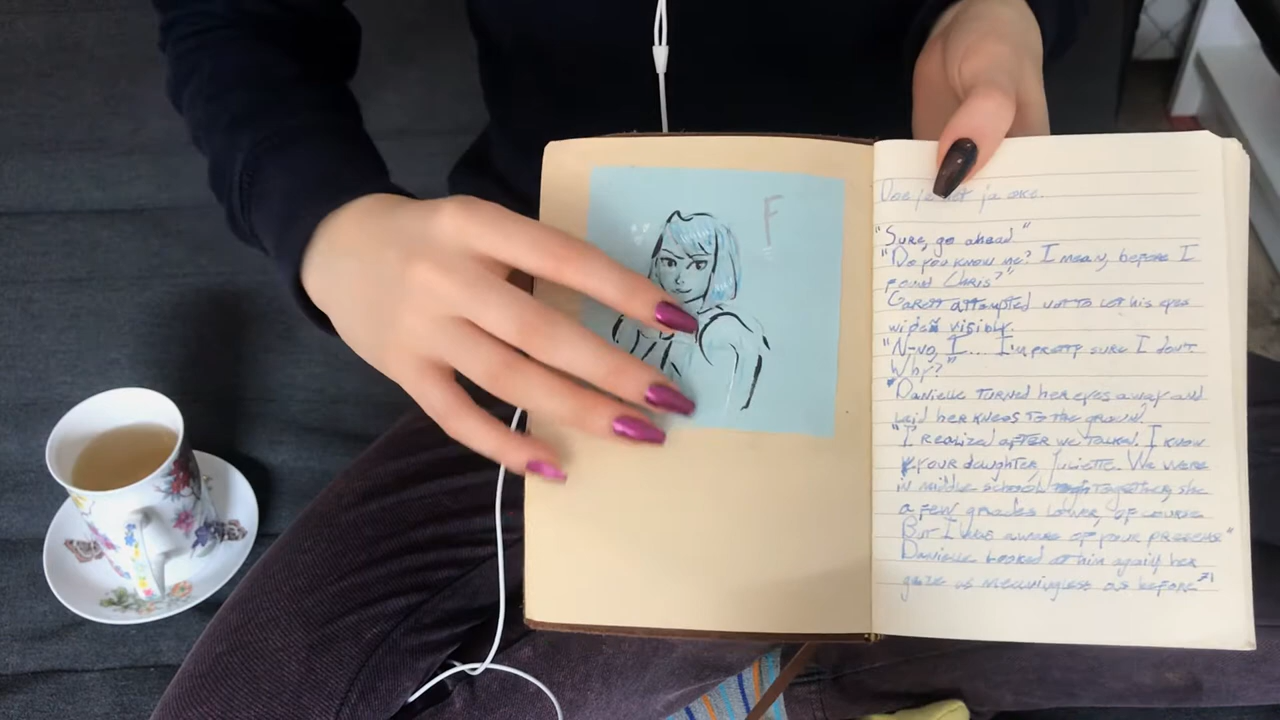 F
"Sure, go ahead"
"Do you know me? I mean, before I
found Chris?"
Garett attempted not to let his eyes
widen visibly.
"N-no, I... I'm pretty sure I don't.
Why?"
Danielle turned her eyes away and
laid her knees to the ground.
"I realized after we talked. I know
your daughter, Juliette. We were
in middle school together, she
a few grades lower, of course.
But I was aware of your presens"
Danielle looked at him again, her
gaze as meaningless as before